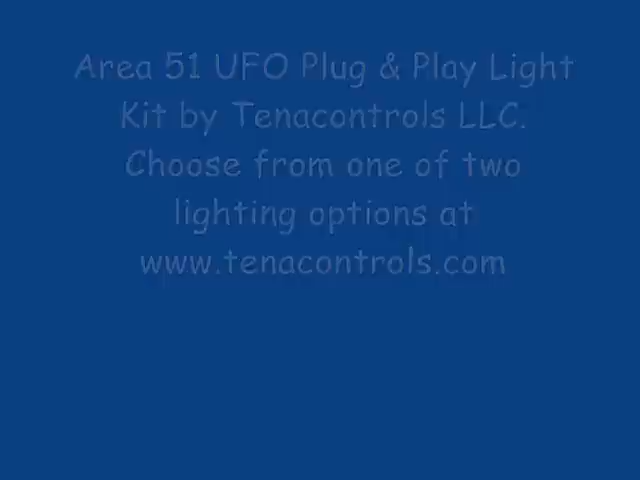 Area 51 UFO Plug & Play Light
Kit by Tenacontrols LLC.
Choose from one of two
lighting options at
www.tenacontrols.com